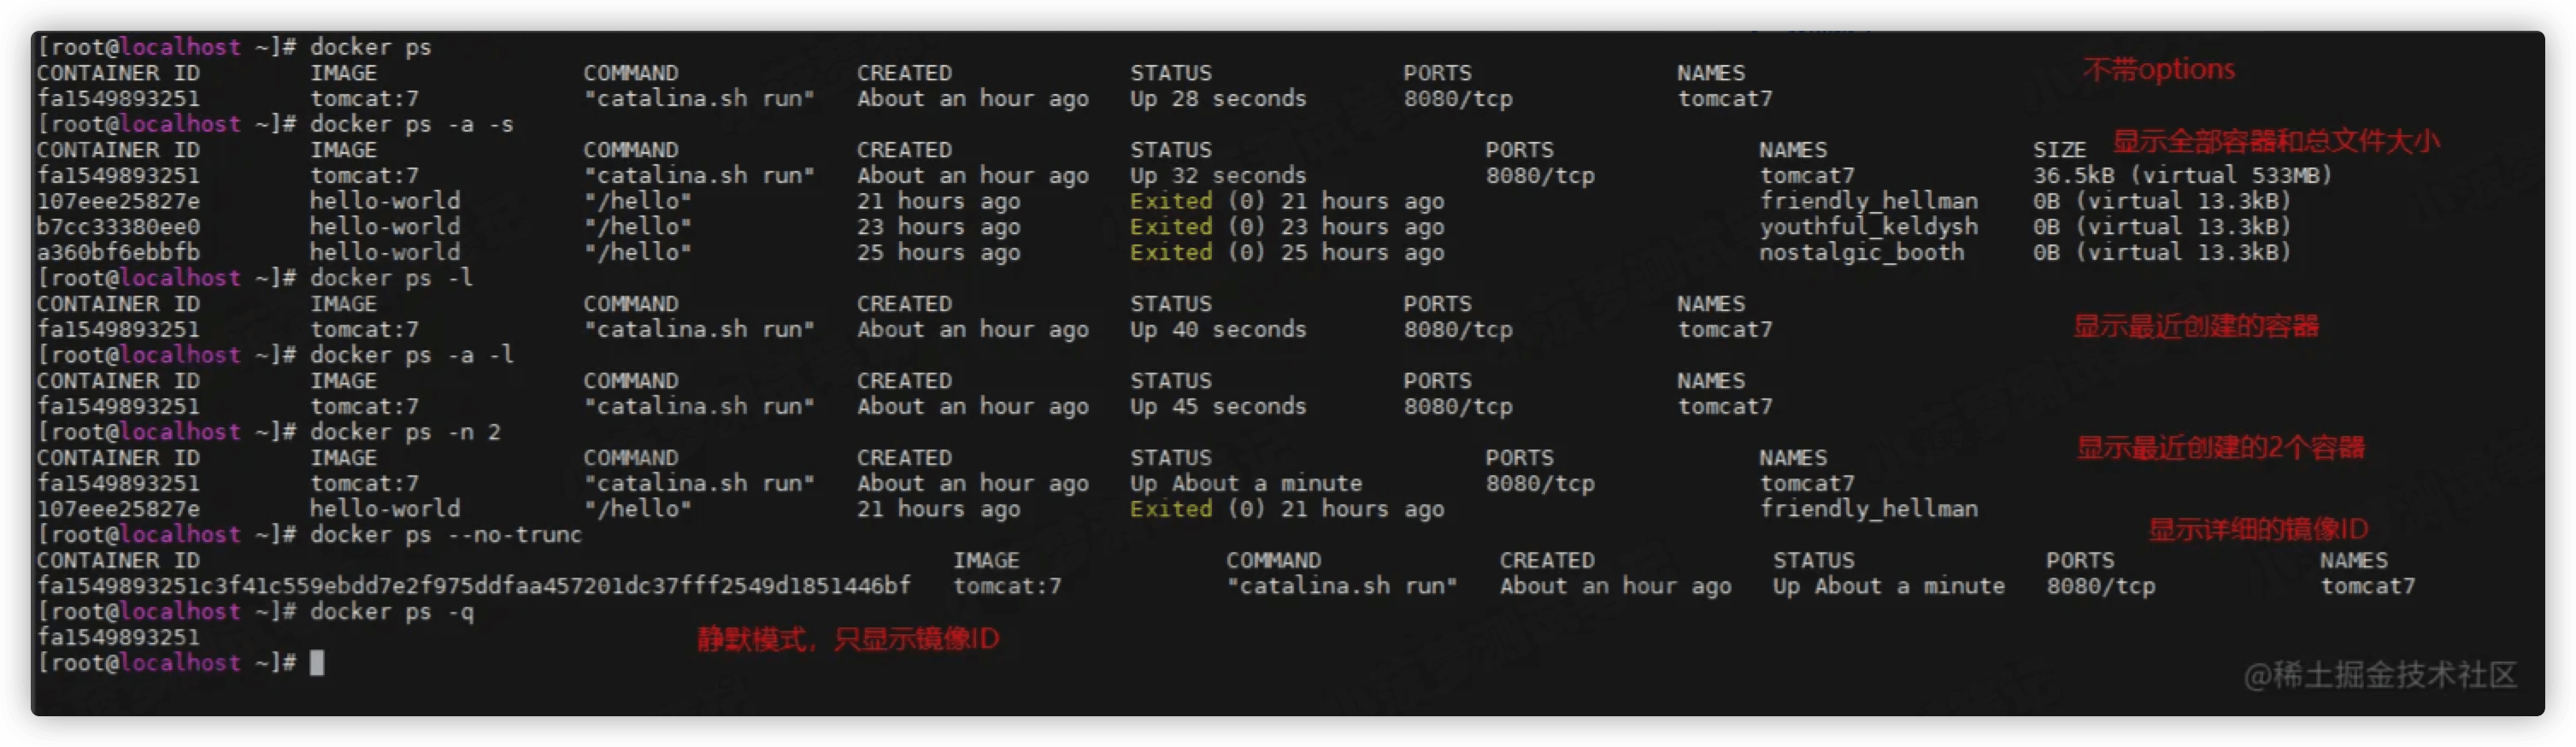 [root@localhost ~]# docker ps
CONTAINER ID IMAGE COMMAND CREATED STATUS PORTS NAMES 不带options
fa1549893251 tomcat:7 "catalina.sh run" About an hour ago Up 28 seconds 8080/tcp tomcat7
[root@localhost ~]# docker ps -a -s
CONTAINER ID IMAGE COMMAND CREATED STATUS PORTS NAMES SIZE 显示全部容器和总文件大小
fa1549893251 tomcat:7 "catalina.sh run" About an hour ago Up 32 seconds 8080/tcp tomcat7 36.5kB (virtual 533MB)
107eee25827e hello-world "/hello" 21 hours ago Exited (0) 21 hours ago friendly_hellman 0B (virtual 13.3kB)
b7cc33380ee0 hello-world "/hello" 23 hours ago Exited (0) 23 hours ago youthful_keldysh 0B (virtual 13.3kB)
a360bf6ebbfb hello-world "/hello" 25 hours ago Exited (0) 25 hours ago nostalgic_booth 0B (virtual 13.3kB)
[root@localhost ~]# docker ps -l
CONTAINER ID IMAGE COMMAND CREATED STATUS PORTS NAMES
fa1549893251 tomcat:7 "catalina.sh run" About an hour ago Up 40 seconds 8080/tcp tomcat7 显示最近创建的容器
[root@localhost ~]# docker ps -a -l
CONTAINER ID IMAGE COMMAND CREATED STATUS PORTS NAMES
fa1549893251 tomcat:7 "catalina.sh run" About an hour ago Up 45 seconds 8080/tcp tomcat7
[root@localhost ~]# docker ps -n 2
CONTAINER ID IMAGE COMMAND CREATED STATUS PORTS NAMES 显示最近创建的2个容器
fa1549893251 tomcat:7 "catalina.sh run" About an hour ago Up About a minute 8080/tcp tomcat7
107eee25827e hello-world "/hello" 21 hours ago Exited (0) 21 hours ago friendly_hellman
[root@localhost ~]# docker ps --no-trunc 显示详细的镜像ID
CONTAINER ID IMAGE COMMAND CREATED STATUS PORTS NAMES
fa1549893251c3f41c559ebdd7e2f975ddfaa457201dc37fff2549d1851446bf tomcat:7 "catalina.sh run" About an hour ago Up About a minute 8080/tcp tomcat7
[root@localhost ~]# docker ps -q
fa1549893251 静默模式，只显示镜像ID
[root@localhost ~]#
@稀土掘金技术社区